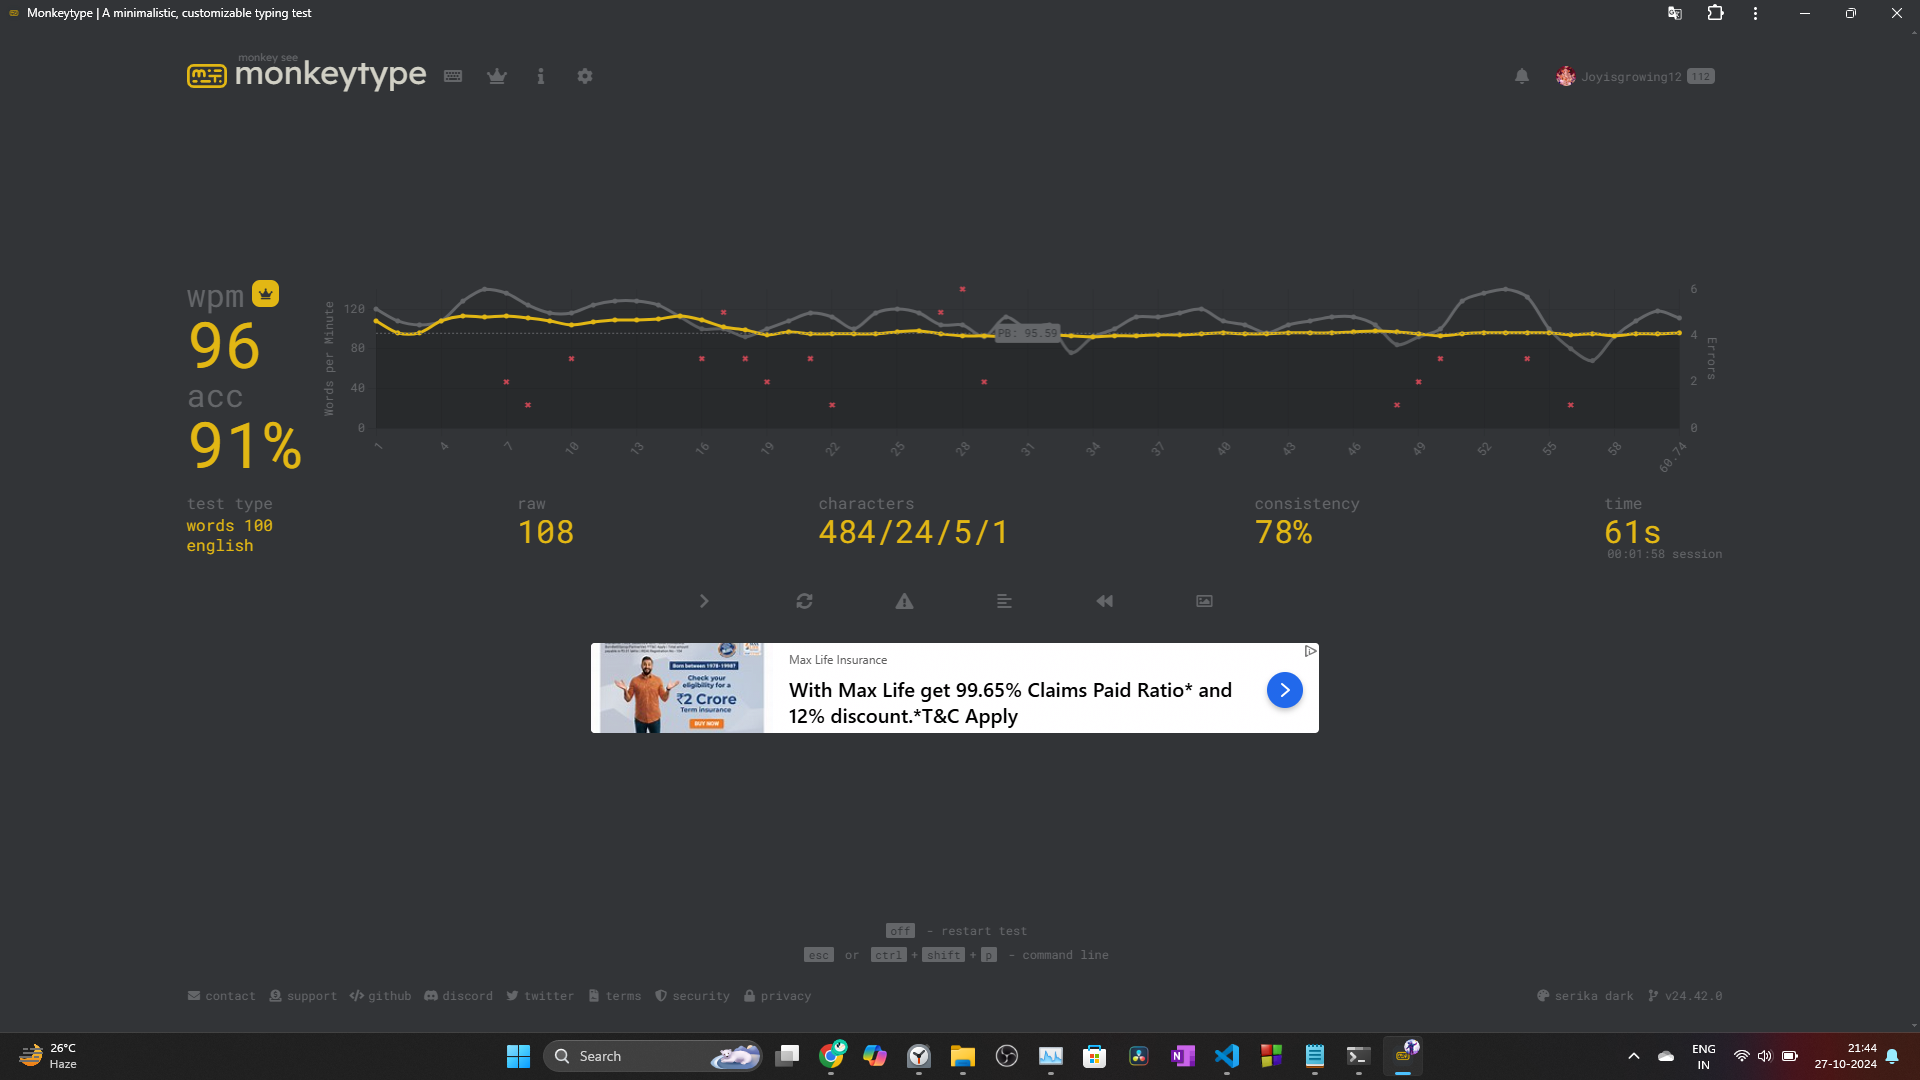 Monkeytype | A minimalistic, customizable typing test
monkey see
monkeytype
Joyisgrowing12 112
wpm
96
acc
91%
Words per Minute
120
80
40
0
PB: 95.59
6
4
2
0
Errors
1 4 7 10 13 16 19 22 25 28 31 34 37 40 43 46 49 52 55 58 60.74
test type
words 100
english
raw
108
characters
484/24/5/1
consistency
78%
time
61s
00:01:58 session
Born between 1978-1998?
Check your
eligibility for a
₹2 Crore
Term insurance
BUY NOW
Max Life Insurance
With Max Life get 99.65% Claims Paid Ratio* and
12% discount.*T&C Apply
off - restart test
esc or ctrl + shift + p - command line
contact support github discord twitter terms security privacy
serika dark v24.42.0
26°C
Haze
Search
ENG
IN
21:44
27-10-2024